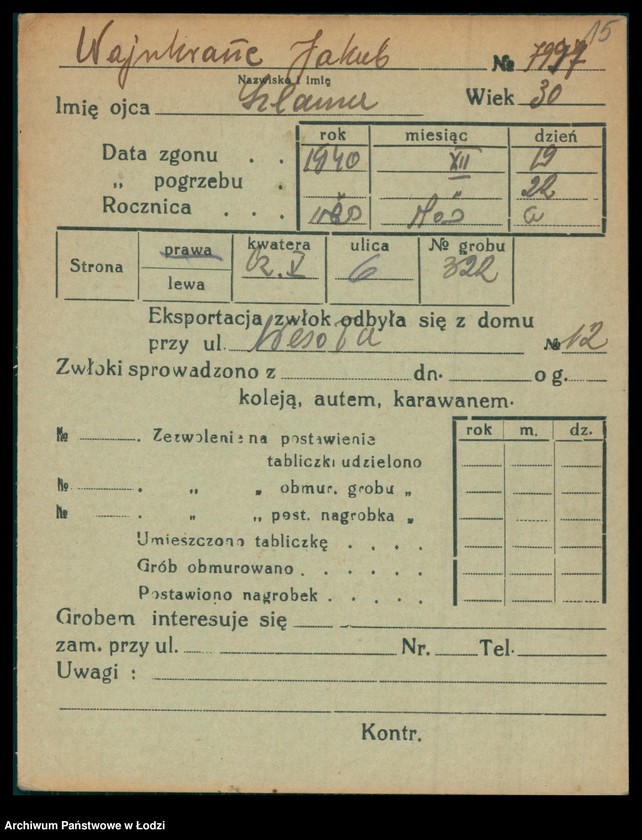 15
Wajnkranc Jakub № 7997
Nazwisko i imię
Imię ojca Szlama Wiek 30
rok miesiąc dzień
Data zgonu . . 1940 XII 19
„ pogrzebu . „ 22
Rocznica . . .
Strona prawa lewa kwatera V ulica 6 № grobu 322
Eksportacja zwłok odbyła się z domu
przy ul. Wesoła № 12
Zwłoki sprowadzono z dn. o g.
koleją, autem, karawanem.
rok m. dz.
№ . Zezwolenie na postawienie
tabliczki udzielono
№ . „ „ obmur. grobu „
№ . „ „ post. nagrobka „
Umieszczono tabliczkę . . . .
Grób obmurowano . . . . . .
Postawiono nagrobek . . . . .
Grobem interesuje się
zam. przy ul. Nr. Tel.
Uwagi :
Kontr.
Archiwum Państwowe w Łodzi